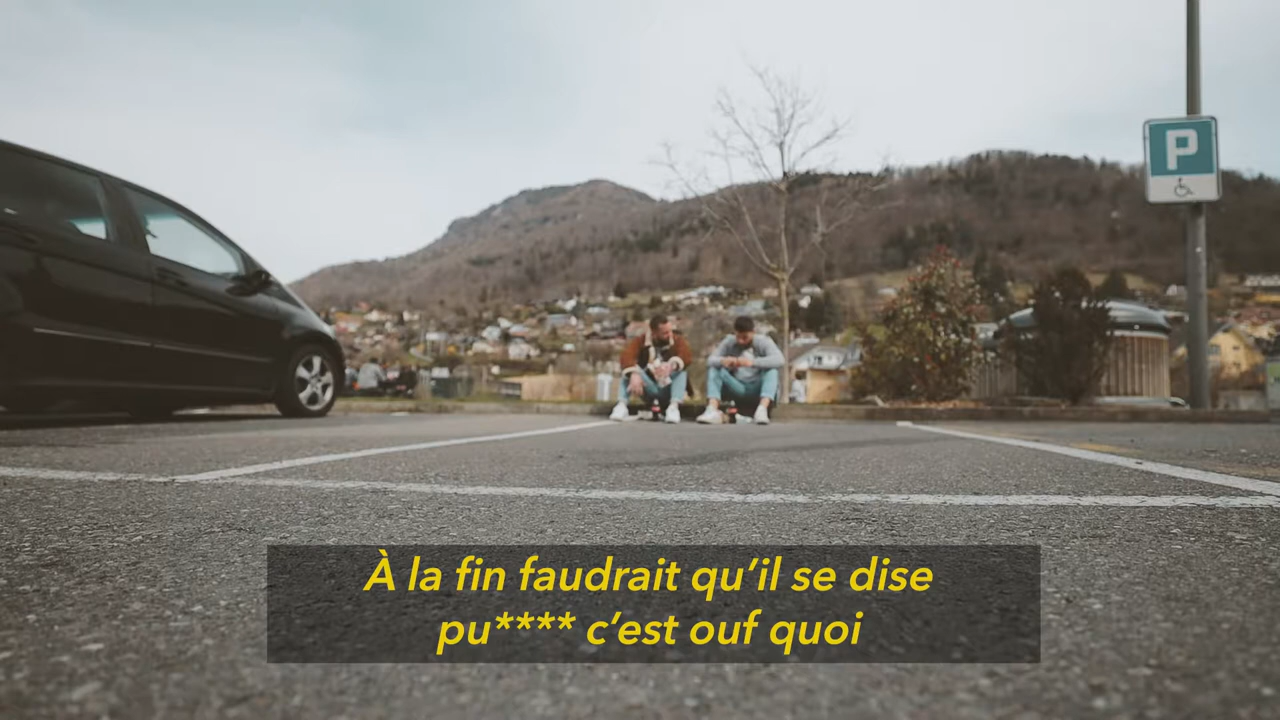 P
À la fin faudrait qu'il se dise
pu**** c'est ouf quoi